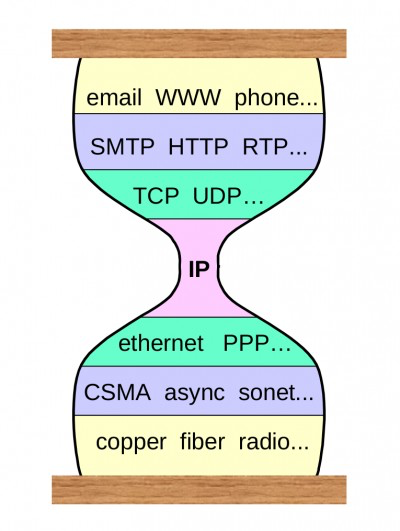 email WWW phone...
SMTP HTTP RTP...
TCP UDP...
IP
ethernet PPP...
CSMA async sonet...
copper fiber radio...